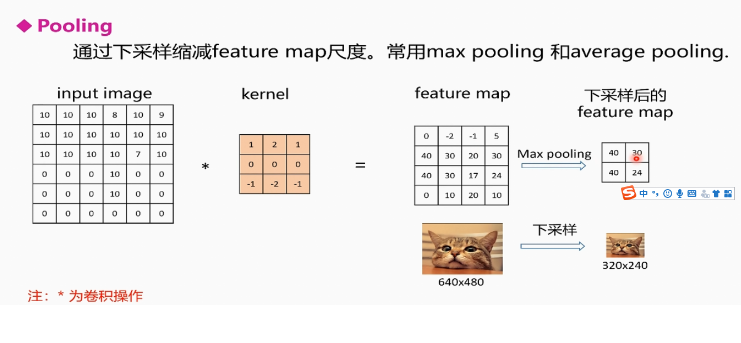 ◆ Pooling
通过下采样缩减feature map尺度。常用max pooling 和average pooling.
input image
10 10 10 8 10 9
10 10 10 10 10 10
10 10 10 10 7 10
0 0 0 10 0 0
0 0 0 10 0 0
0 0 0 0 0 0
*
kernel
1 2 1
0 0 0
-1 -2 -1
=
feature map
0 -2 -1 5
40 30 20 30
40 30 17 24
0 10 20 10
Max pooling
下采样后的
feature map
40 30
40 24
中
640x480
下采样
320x240
注：* 为卷积操作